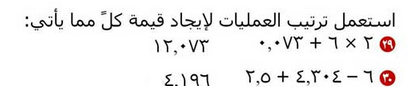 استعمل ترتيب العمليات لإيجاد قيمة كلً مما يأتي:
٢٩ ٢ × ٦ + ٠,٠٧٣ ١٢,٠٧٣
٣٠ ٦ − ٤,٣٠٤ + ٢,٥ ٤,١٩٦